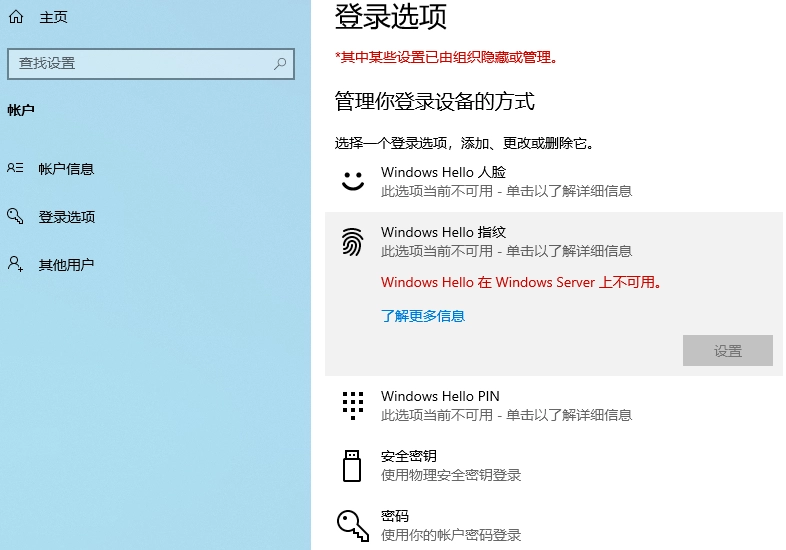 主页
查找设置
帐户
帐户信息
登录选项
其他用户
登录选项
*其中某些设置已由组织隐藏或管理。
管理你登录设备的方式
选择一个登录选项，添加、更改或删除它。
Windows Hello 人脸
此选项当前不可用 - 单击以了解详细信息
Windows Hello 指纹
此选项当前不可用 - 单击以了解详细信息
Windows Hello 在 Windows Server 上不可用。
了解更多信息
设置
Windows Hello PIN
此选项当前不可用 - 单击以了解详细信息
安全密钥
使用物理安全密钥登录
密码
使用你的帐户密码登录